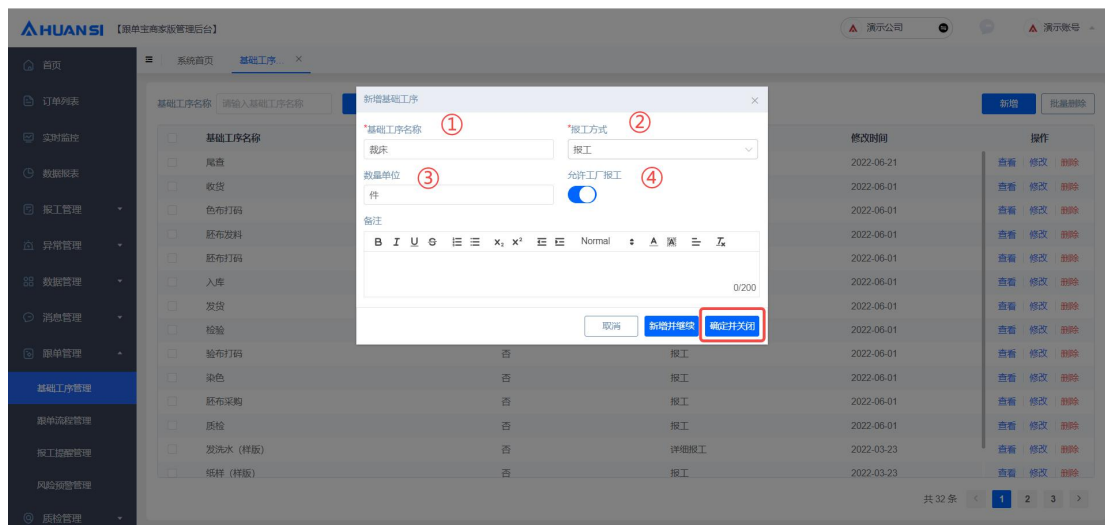 HUANSI 【跟单宝商家版管理后台】 演示公司 演示账号
首页 系统首页 基础工序... ×
订单列表
实时监控
数据报表
报工管理
异常管理
数据管理
消息管理
跟单管理
基础工序管理
跟单流程管理
报工提醒管理
风险预警管理
质检管理
基础工序名称 请输入基础工序名称 新增 批量删除
新增基础工序 ×
*基础工序名称 ① *报工方式 ②
裁床 报工
数量单位 ③ 允许工厂报工 ④
件
备注
B I U S x₂ x² Normal A A Tx
0/200
取消 新增并继续 确定并关闭
基础工序名称 修改时间 操作
尾查 2022-06-21 查看 修改 删除
收货 2022-06-01 查看 修改 删除
色布打码 2022-06-01 查看 修改 删除
胚布发料 2022-06-01 查看 修改 删除
胚布打码 2022-06-01 查看 修改 删除
入库 2022-06-01 查看 修改 删除
发货 2022-06-01 查看 修改 删除
检验 2022-06-01 查看 修改 删除
验布打码 否 报工 2022-06-01 查看 修改 删除
染色 否 报工 2022-06-01 查看 修改 删除
胚布采购 否 报工 2022-06-01 查看 修改 删除
质检 否 报工 2022-06-01 查看 修改 删除
发洗水（样版） 否 详细报工 2022-03-23 查看 修改 删除
纸样（样版） 否 报工 2022-03-23 查看 修改 删除
共 32 条 < 1 2 3 >